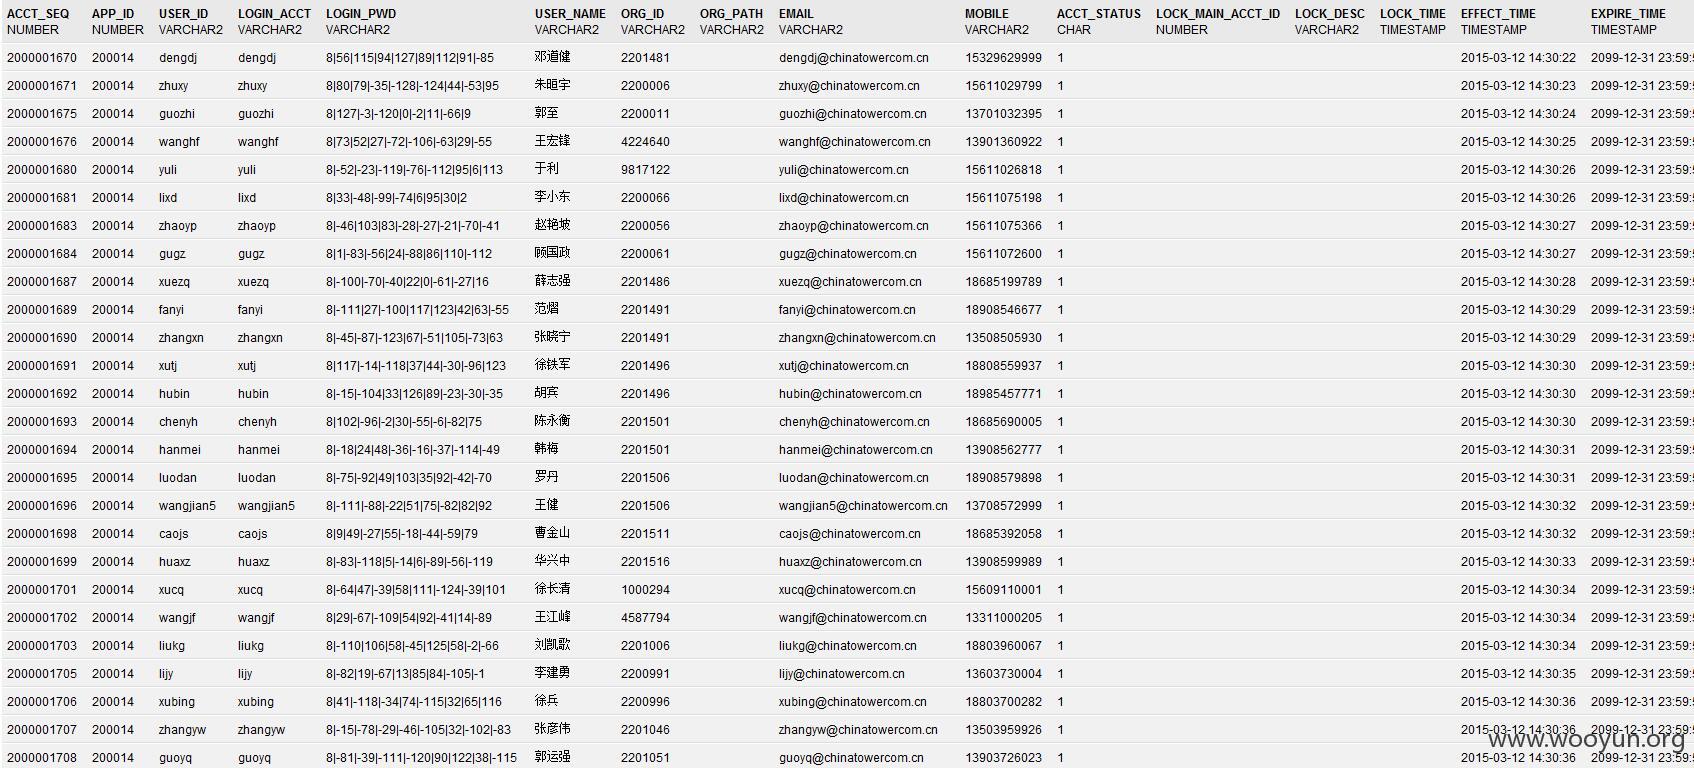 ACCT_SEQ APP_ID USER_ID LOGIN_ACCT LOGIN_PWD USER_NAME ORG_ID ORG_PATH EMAIL MOBILE ACCT_STATUS LOCK_MAIN_ACCT_ID LOCK_DESC LOCK_TIME EFFECT_TIME EXPIRE_TIME
NUMBER NUMBER VARCHAR2 VARCHAR2 VARCHAR2 VARCHAR2 VARCHAR2 VARCHAR2 VARCHAR2 VARCHAR2 CHAR NUMBER VARCHAR2 TIMESTAMP TIMESTAMP TIMESTAMP
2000001670 200014 dengdj dengdj 8|56|115|94|127|89|112|91|-85 邓道健 2201481 dengdj@chinatowercom.cn 15329629999 1 2015-03-12 14:30:22 2099-12-31 23:59:
2000001671 200014 zhuxy zhuxy 8|80|79|-35|-128|-124|44|-53|95 朱晅宇 2200006 zhuxy@chinatowercom.cn 15611029799 1 2015-03-12 14:30:23 2099-12-31 23:59:
2000001675 200014 guozhi guozhi 8|127|-3|-120|0|-2|11|-66|9 郭至 2200011 guozhi@chinatowercom.cn 13701032395 1 2015-03-12 14:30:24 2099-12-31 23:59:
2000001676 200014 wanghf wanghf 8|73|52|27|-72|-106|-63|29|-55 王宏锋 4224640 wanghf@chinatowercom.cn 13901360922 1 2015-03-12 14:30:25 2099-12-31 23:59:
2000001680 200014 yuli yuli 8|-52|-23|-119|-76|-112|95|6|113 于利 9817122 yuli@chinatowercom.cn 15611026818 1 2015-03-12 14:30:26 2099-12-31 23:59:
2000001681 200014 lixd lixd 8|33|-48|-99|-74|6|95|30|2 李小东 2200066 lixd@chinatowercom.cn 15611075198 1 2015-03-12 14:30:26 2099-12-31 23:59:
2000001683 200014 zhaoyp zhaoyp 8|-46|103|83|-28|-27|-21|-70|-41 赵艳坡 2200056 zhaoyp@chinatowercom.cn 15611075366 1 2015-03-12 14:30:27 2099-12-31 23:59:
2000001684 200014 gugz gugz 8|1|-83|-56|24|-88|86|110|-112 顾国政 2200061 gugz@chinatowercom.cn 15611072600 1 2015-03-12 14:30:27 2099-12-31 23:59:
2000001687 200014 xuezq xuezq 8|-100|-70|-40|22|0|-61|-27|16 薛志强 2201486 xuezq@chinatowercom.cn 18685199789 1 2015-03-12 14:30:28 2099-12-31 23:59:
2000001689 200014 fanyi fanyi 8|-111|27|-100|117|123|42|63|-55 范熠 2201491 fanyi@chinatowercom.cn 18908546677 1 2015-03-12 14:30:29 2099-12-31 23:59:
2000001690 200014 zhangxn zhangxn 8|-45|-87|-123|67|-51|105|-73|63 张晓宁 2201491 zhangxn@chinatowercom.cn 13508505930 1 2015-03-12 14:30:29 2099-12-31 23:59:
2000001691 200014 xutj xutj 8|117|-14|-118|37|44|-30|-96|123 徐铁军 2201496 xutj@chinatowercom.cn 18808559937 1 2015-03-12 14:30:30 2099-12-31 23:59:
2000001692 200014 hubin hubin 8|-15|-104|33|126|89|-23|-30|-35 胡宾 2201496 hubin@chinatowercom.cn 18985457771 1 2015-03-12 14:30:30 2099-12-31 23:59:
2000001693 200014 chenyh chenyh 8|102|-96|-2|30|-55|-6|-82|75 陈永衡 2201501 chenyh@chinatowercom.cn 18685690005 1 2015-03-12 14:30:30 2099-12-31 23:59:
2000001694 200014 hanmei hanmei 8|-18|24|48|-36|-16|-37|-114|-49 韩梅 2201501 hanmei@chinatowercom.cn 13908562777 1 2015-03-12 14:30:31 2099-12-31 23:59:
2000001695 200014 luodan luodan 8|-75|-92|49|103|35|92|-42|-70 罗丹 2201506 luodan@chinatowercom.cn 18908579898 1 2015-03-12 14:30:31 2099-12-31 23:59:
2000001696 200014 wangjian5 wangjian5 8|-111|-88|-22|51|75|-82|82|92 王健 2201506 wangjian5@chinatowercom.cn 13708572999 1 2015-03-12 14:30:32 2099-12-31 23:59:
2000001698 200014 caojs caojs 8|9|49|-27|55|-18|-44|-59|79 曹金山 2201511 caojs@chinatowercom.cn 18685392058 1 2015-03-12 14:30:32 2099-12-31 23:59:
2000001699 200014 huaxz huaxz 8|-83|-118|5|-14|6|-89|-56|-119 华兴中 2201516 huaxz@chinatowercom.cn 13908599989 1 2015-03-12 14:30:33 2099-12-31 23:59:
2000001701 200014 xucq xucq 8|-64|47|-39|58|111|-124|-39|101 徐长清 1000294 xucq@chinatowercom.cn 15609110001 1 2015-03-12 14:30:34 2099-12-31 23:59:
2000001702 200014 wangjf wangjf 8|29|-67|-109|54|92|-41|14|-89 王江峰 4587794 wangjf@chinatowercom.cn 13311000205 1 2015-03-12 14:30:34 2099-12-31 23:59:
2000001703 200014 liukg liukg 8|-110|106|58|-45|125|58|-2|-66 刘凯歌 2201006 liukg@chinatowercom.cn 18803960067 1 2015-03-12 14:30:34 2099-12-31 23:59:
2000001705 200014 lijy lijy 8|-82|19|-67|13|85|84|-105|-1 李建勇 2200991 lijy@chinatowercom.cn 13603730004 1 2015-03-12 14:30:35 2099-12-31 23:59:
2000001706 200014 xubing xubing 8|41|-118|-34|74|-115|32|65|116 徐兵 2200996 xubing@chinatowercom.cn 18803700282 1 2015-03-12 14:30:36 2099-12-31 23:59:
2000001707 200014 zhangyw zhangyw 8|-15|-78|-29|-46|-105|32|-102|-83 张彦伟 2201046 zhangyw@chinatowercom.cn 13503959926 1 2015-03-12 14:30:36 2099-12-31 23:59:
2000001708 200014 guoyq guoyq 8|-81|-39|-111|-120|90|122|38|-115 郭运强 2201051 guoyq@chinatowercom.cn 13903726023 1 2015-03-12 14:30:36 2099-12-31 23:59:
www.wooyun.org